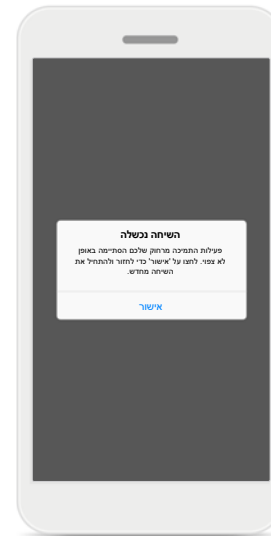 השיחה נכשלה
פעילות התמיכה מרחוק שלכם הסתיימה באופן
לא צפוי. לחצו על 'אישור' כדי לחזור ולהתחיל את
השיחה מחדש.
אישור